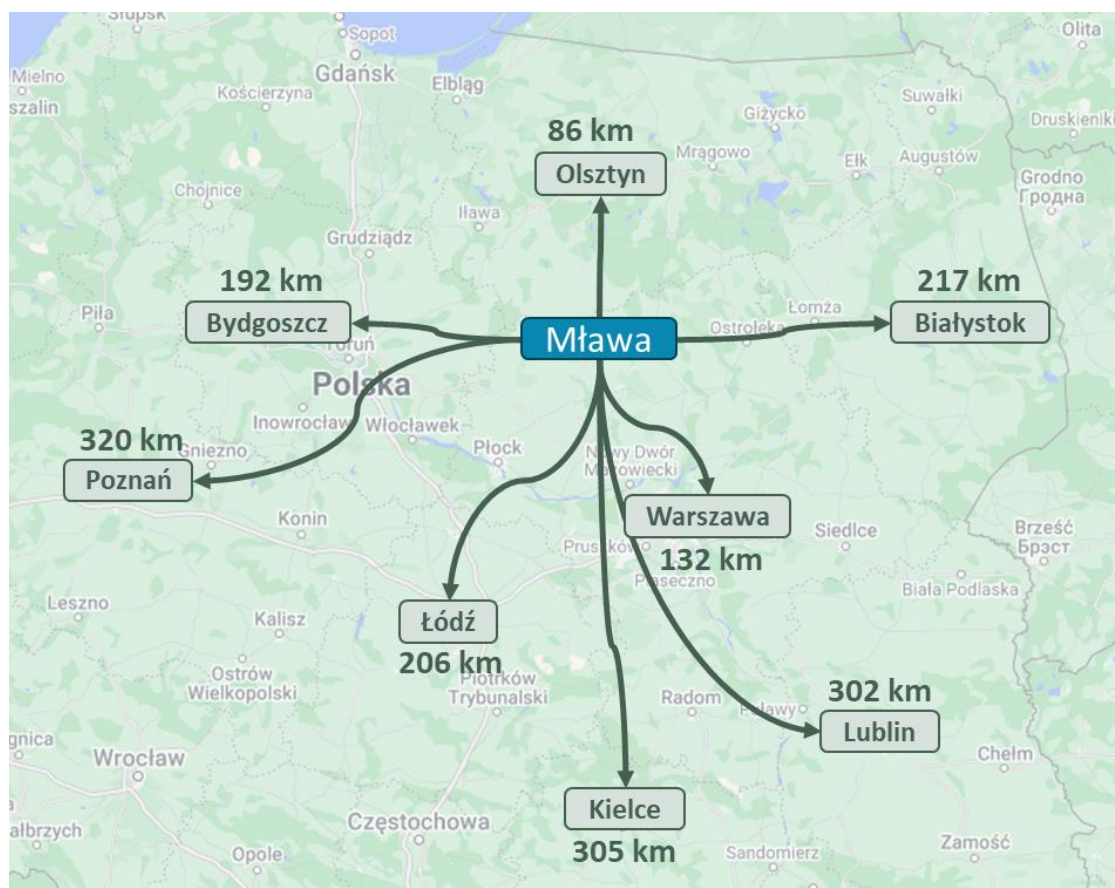 Słupsk
Sopot
Gdańsk
Mielno
szalin
Kościerzyna
Elbląg
Olita
Suwałki
Giżycko
Druskieniki
86 km
Olsztyn
Mrągowo
Ełk
Augustów
Grodno
Гродна
Chojnice
Iława
Grudziądz
192 km
Bydgoszcz
217 km
Białystok
Piła
Łomża
Ostrołęka
Mława
Toruń
Polska
Inowrocław
Włocławek
320 km
Poznań
Gniezno
Płock
Nowy Dwór
Mazowiecki
Warszawa
132 km
Konin
Siedlce
Brześć
Брэст
Pruszków
Piaseczno
Biała Podlaska
Leszno
Kalisz
Łódź
206 km
Ostrów
Wielkopolski
Piotrków
Trybunalski
Radom
Puławy
302 km
Lublin
gnica
Wrocław
Chełm
Kielce
305 km
ałbrzych
Częstochowa
Opole
Sandomierz
Zamość